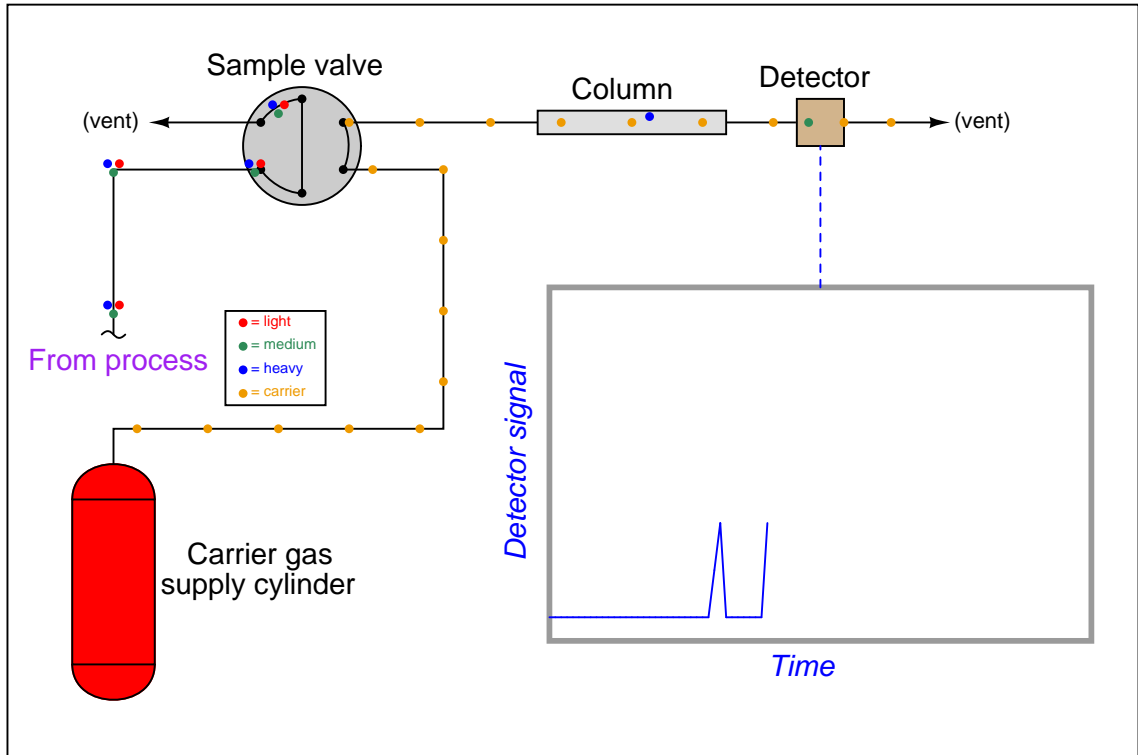 Sample valve
Column
Detector
(vent)
(vent)
From process
= light
= medium
= heavy
= carrier
Carrier gas
supply cylinder
Detector signal
Time